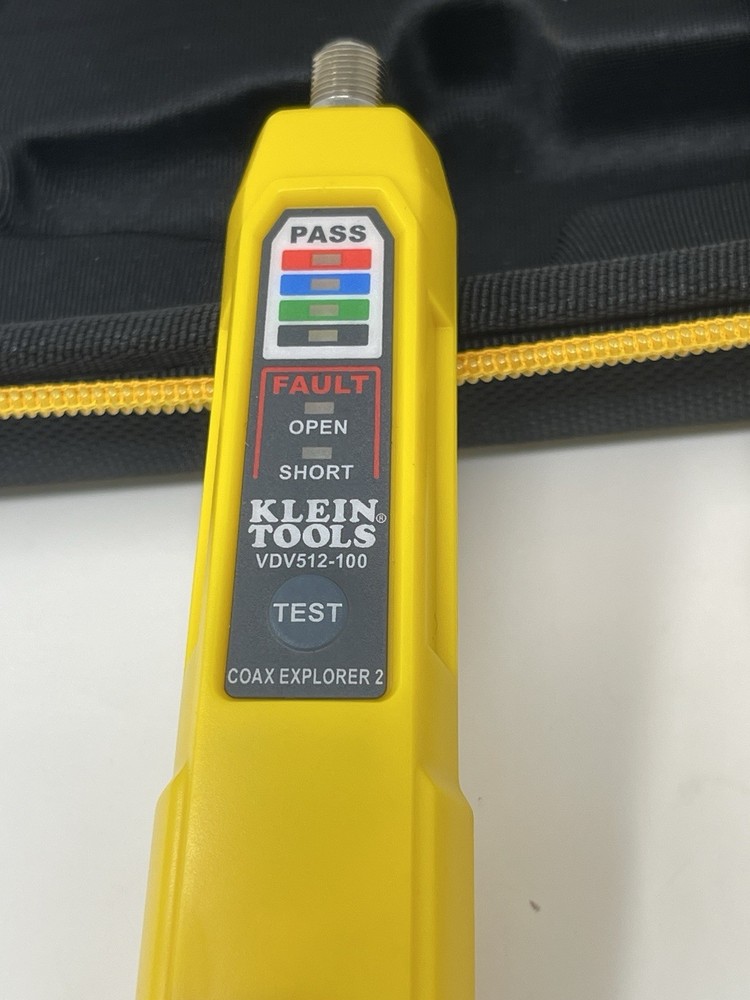 PASS
FAULT
OPEN
SHORT
KLEIN
TOOLS®
VDV512-100
TEST
COAX EXPLORER 2